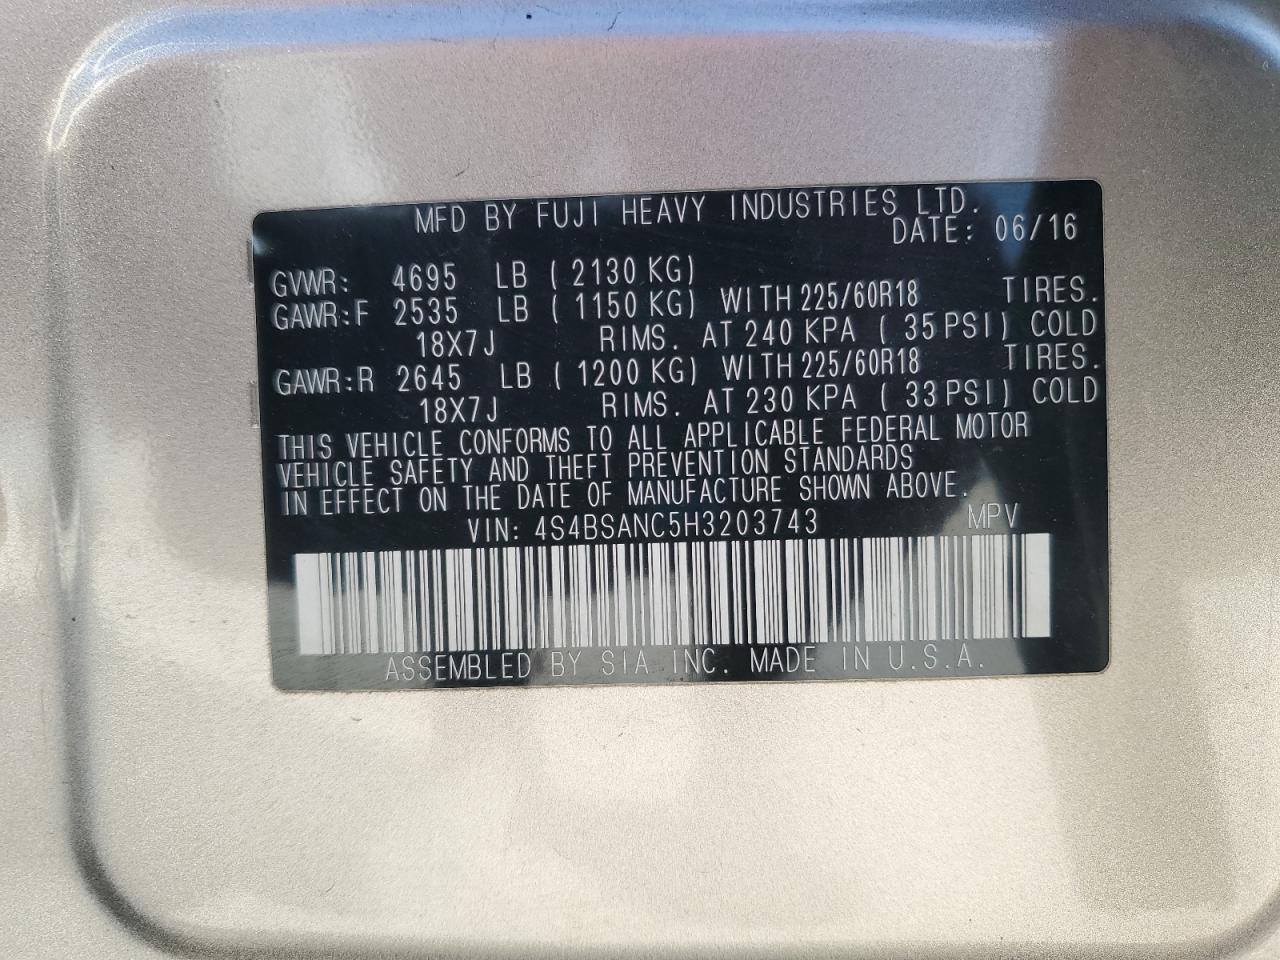 MFD BY FUJI HEAVY INDUSTRIES LTD.
DATE: 06/16
GVWR: 4695 LB ( 2130 KG)
GAWR:F 2535 LB ( 1150 KG) WITH 225/60R18 TIRES.
18X7J RIMS. AT 240 KPA ( 35 PSI) COLD
GAWR:R 2645 LB ( 1200 KG) WITH 225/60R18 TIRES.
18X7J RIMS. AT 230 KPA ( 33 PSI) COLD
THIS VEHICLE CONFORMS TO ALL APPLICABLE FEDERAL MOTOR
VEHICLE SAFETY AND THEFT PREVENTION STANDARDS
IN EFFECT ON THE DATE OF MANUFACTURE SHOWN ABOVE.
VIN: 4S4BSANC5H3203743 MPV
ASSEMBLED BY SIA INC. MADE IN U.S.A.